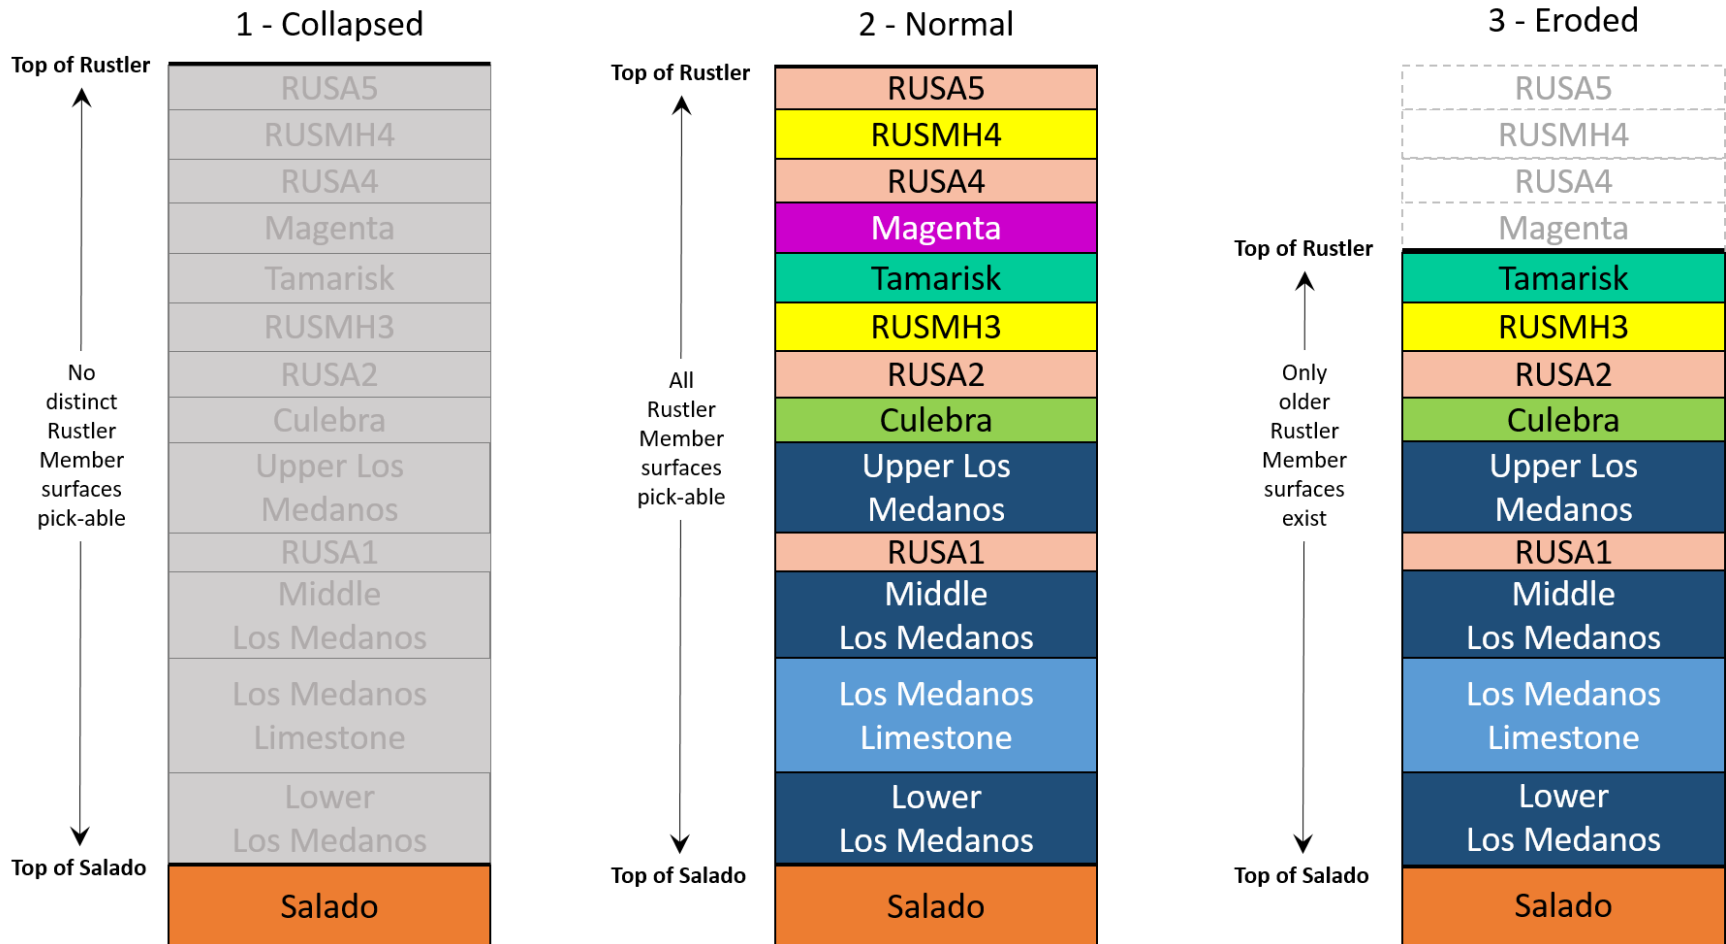 1 - Collapsed
Top of Rustler
RUSA5
RUSMH4
RUSA4
Magenta
Tamarisk
RUSMH3
RUSA2
Culebra
Upper Los
Medanos
RUSA1
Middle
Los Medanos
Los Medanos
Limestone
Lower
Los Medanos
No
distinct
Rustler
Member
surfaces
pick-able
Top of Salado
Salado
2 - Normal
Top of Rustler
RUSA5
RUSMH4
RUSA4
Magenta
Tamarisk
RUSMH3
RUSA2
Culebra
Upper Los
Medanos
RUSA1
Middle
Los Medanos
Los Medanos
Limestone
Lower
Los Medanos
All
Rustler
Member
surfaces
pick-able
Top of Salado
Salado
3 - Eroded
RUSA5
RUSMH4
RUSA4
Magenta
Top of Rustler
Tamarisk
RUSMH3
RUSA2
Culebra
Upper Los
Medanos
RUSA1
Middle
Los Medanos
Los Medanos
Limestone
Lower
Los Medanos
Only
older
Rustler
Member
surfaces
exist
Top of Salado
Salado